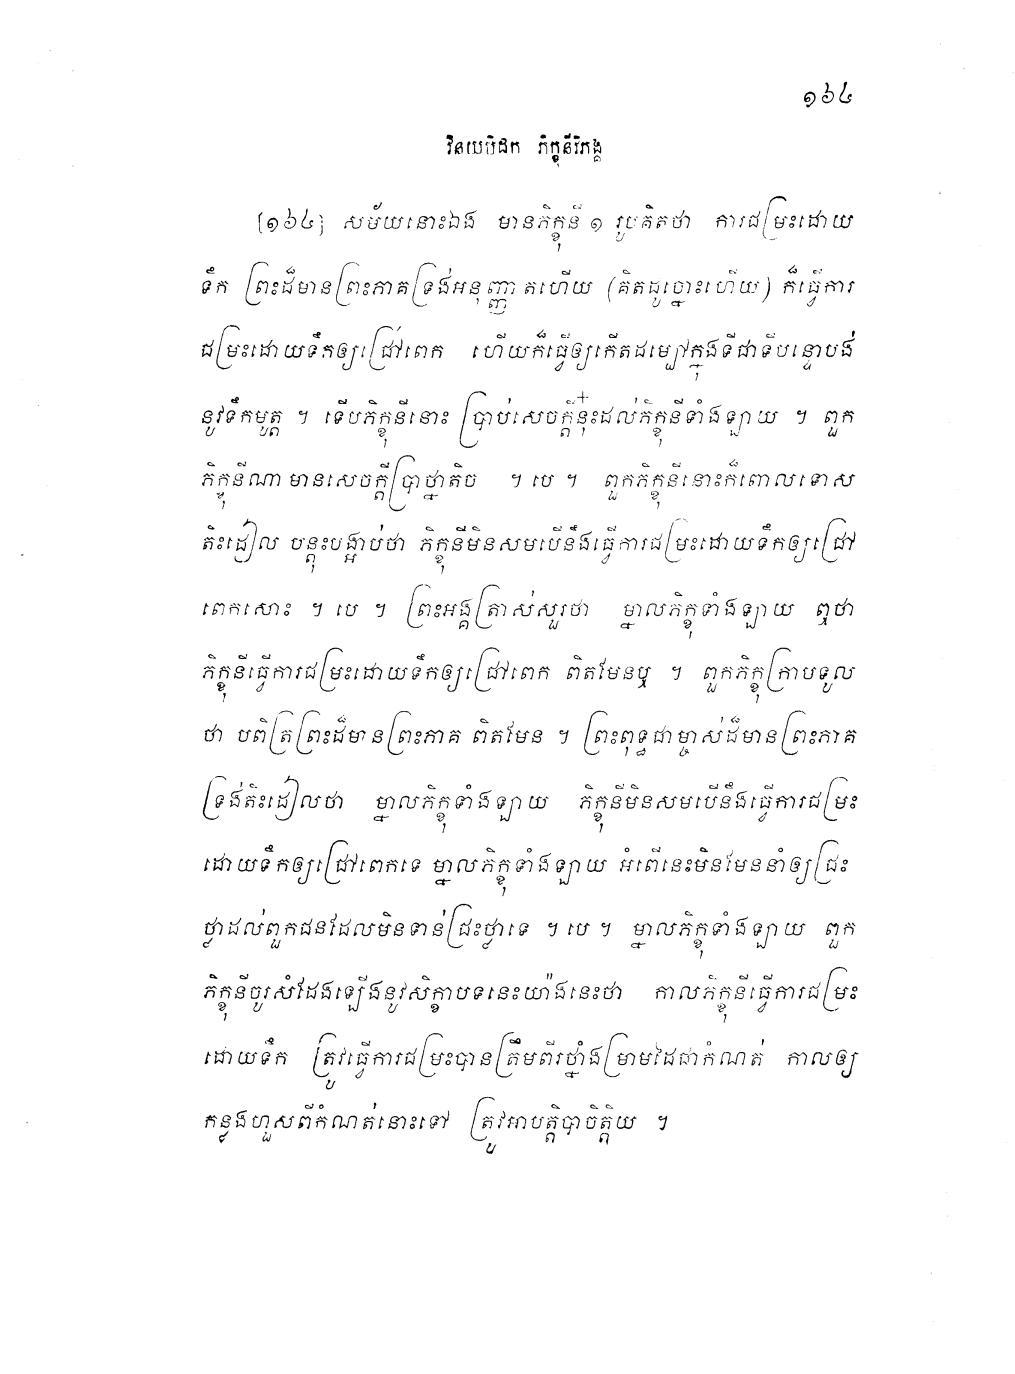 ១៦៤
វិនយបិដក ភិក្ខុនីវិភង្គ
[១៦៤] សម័យនោះឯង មានភិក្ខុនី ១ រូបគិតថា ការជម្រះដោយ
ទឹក ព្រះដ៏មានព្រះភាគទ្រង់អនុញ្ញាតហើយ (គិតដូច្នោះហើយ) ក៏ធ្វើការ
ជម្រះដោយទឹកឲ្យជ្រៅពេក ហើយក៏ធ្វើឲ្យកើតដម្បៅក្នុងទីជាទីបន្ទោបង់
នូវទឹកមូត្ត ។ ទើបភិក្ខុនីនោះ ប្រាប់សេចក្តីនុ៎ះដល់ភិក្ខុនីទាំងឡាយ ។ ពួក
ភិក្ខុនីណា មានសេចក្តីប្រាថ្នាតិច ។ បេ ។ ពួកភិក្ខុនីនោះក៏ពោលទោស
តិះដៀល បន្តុះបង្អាប់ថា ភិក្ខុនីមិនសមបើនឹងធ្វើការជម្រះដោយទឹកឲ្យជ្រៅ
ពេកសោះ ។ បេ ។ ព្រះអង្គត្រាស់សួរថា ម្នាលភិក្ខុទាំងឡាយ ឮថា
ភិក្ខុនីធ្វើការជម្រះដោយទឹកឲ្យជ្រៅពេក ពិតមែនឬ ។ ពួកភិក្ខុក្រាបទូល
ថា បពិត្រព្រះដ៏មានព្រះភាគ ពិតមែន ។ ព្រះពុទ្ធជាម្ចាស់ដ៏មានព្រះភាគ
ទ្រង់តិះដៀលថា ម្នាលភិក្ខុទាំងឡាយ ភិក្ខុនីមិនសមបើនឹងធ្វើការជម្រះ
ដោយទឹកឲ្យជ្រៅពេកទេ ម្នាលភិក្ខុទាំងឡាយ អំពើនេះមិនមែននាំឲ្យជ្រះ
ថ្លាដល់ពួកជនដែលមិនទាន់ជ្រះថ្លាទេ ។ បេ ។ ម្នាលភិក្ខុទាំងឡាយ ពួក
ភិក្ខុនីចូរសំដែងឡើងនូវសិក្ខាបទនេះយ៉ាងនេះថា កាលភិក្ខុនីធ្វើការជម្រះ
ដោយទឹក ត្រូវធ្វើការជម្រះបានត្រឹមពីរថ្នាំងម្រាមដៃជាកំណត់ កាលឲ្យ
កន្លងហួសពីកំណត់នោះទៅ ត្រូវអាបត្តិបាចិត្តិយ ។